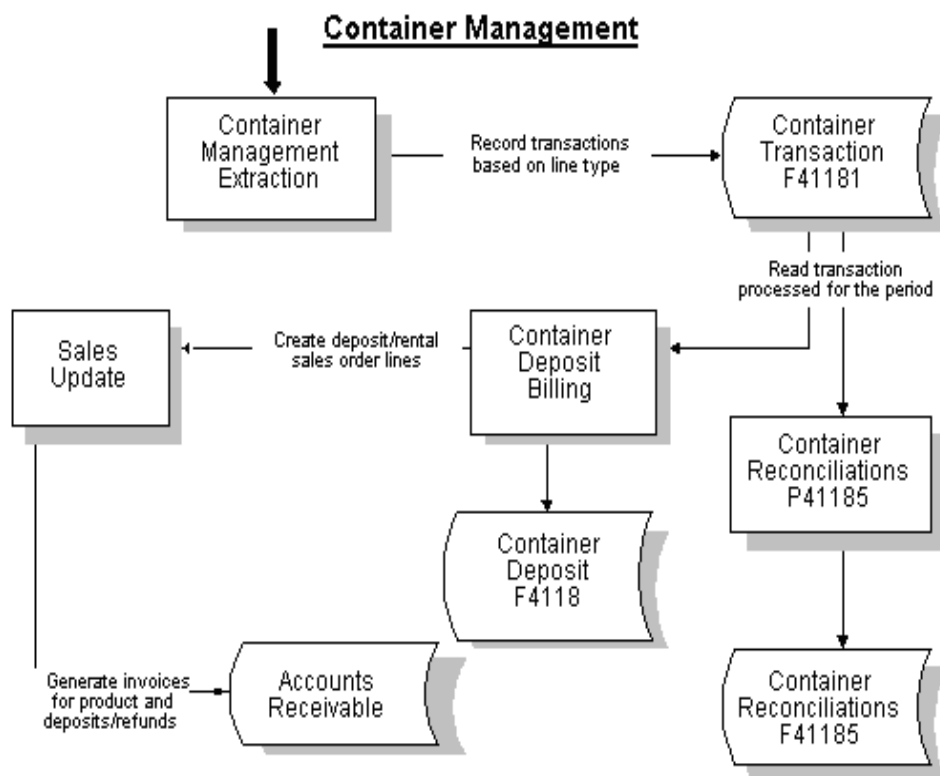 Container Management
Container
Management
Extraction
Record transactions
based on line type
Container
Transaction
F41181
Read transaction
processed for the period
Sales
Update
Create deposit/rental
sales order lines
Container
Deposit
Billing
Container
Reconciliations
P41185
Container
Deposit
F4118
Generate invoices
for product and
deposits/refunds
Accounts
Receivable
Container
Reconciliations
F41185